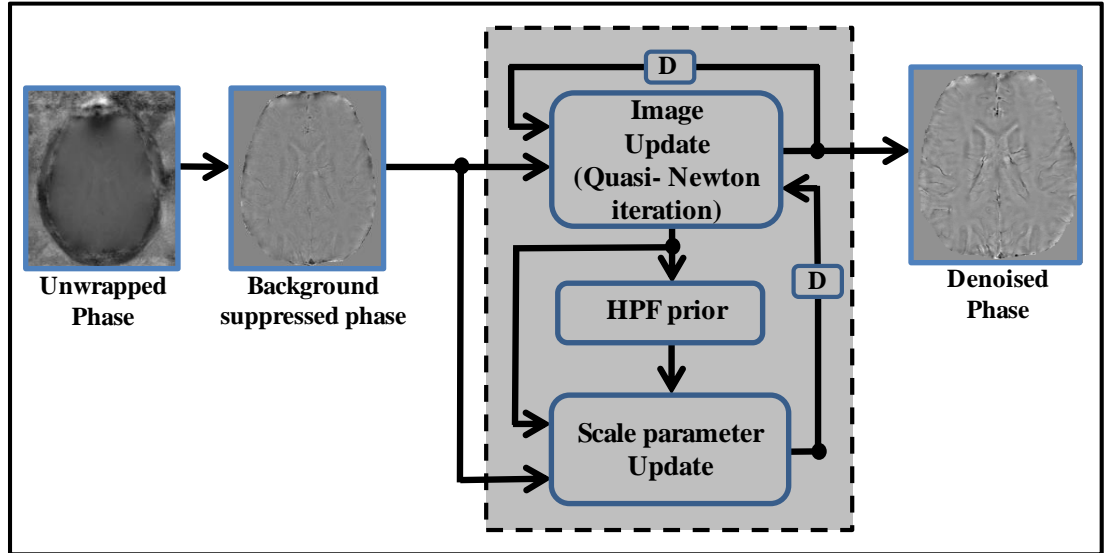 Unwrapped
Phase
Background
suppressed phase
D
Image
Update
(Quasi- Newton
iteration)
D
HPF prior
Scale parameter
Update
Denoised
Phase